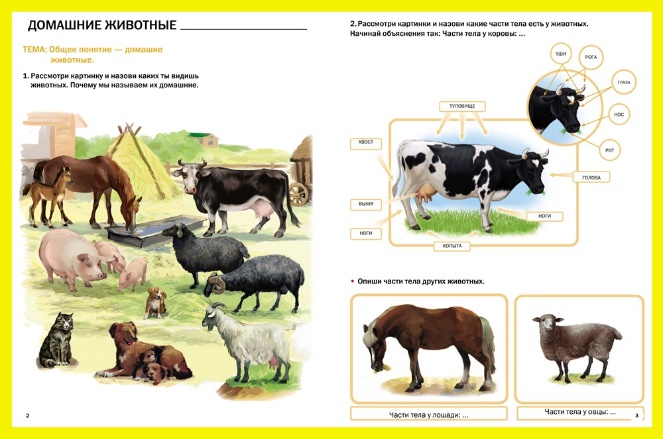 ДОМАШНИЕ ЖИВОТНЫЕ
ТЕМА: Общее понятие — домашние
животные.
1. Рассмотри картинку и назови каких ты видишь
животных. Почему мы называем их домашние.
2
2. Рассмотри картинки и назови какие части тела есть у животных.
Начинай объяснения так: Части тела у коровы: ...
УШИ
РОГА
ГЛАЗА
НОС
РОТ
ТУЛОВИЩЕ
ХВОСТ
ГОЛОВА
ВЫМЯ
НОГИ
НОГИ
КОПЫТА
• Опиши части тела других животных.
Части тела у лошади: ...
Части тела у овцы: ...
3